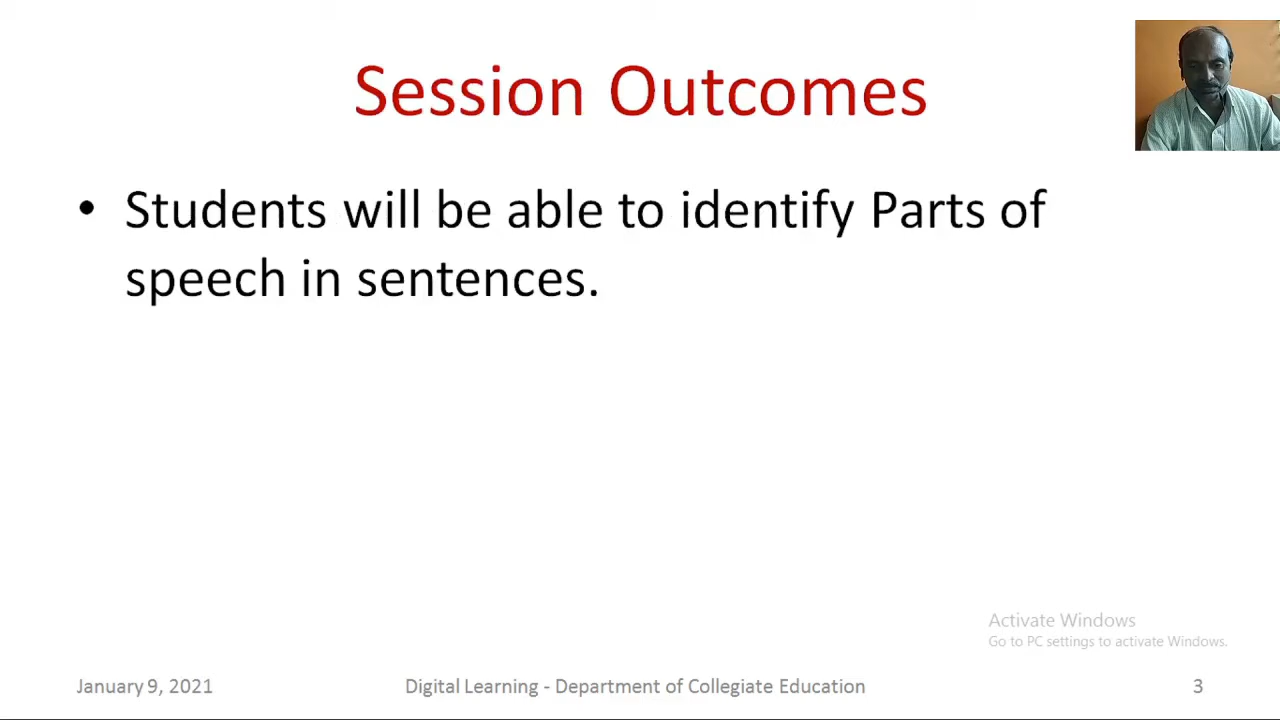 Session Outcomes
• Students will be able to identify Parts of
speech in sentences.
Activate Windows
Go to PC settings to activate Windows.
January 9, 2021
Digital Learning - Department of Collegiate Education
3